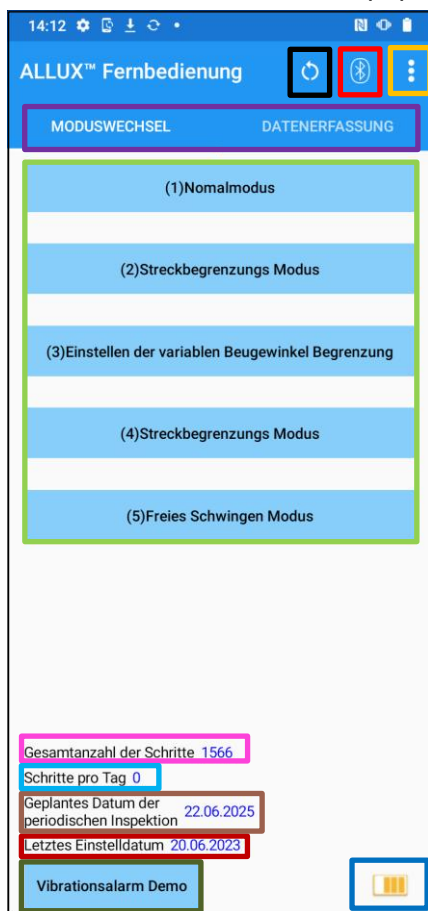 14:12
ALLUX™ Fernbedienung
MODUSWECHSEL DATENERFASSUNG
(1)Nomalmodus
(2)Streckbegrenzungs Modus
(3)Einstellen der variablen Beugewinkel Begrenzung
(4)Streckbegrenzungs Modus
(5)Freies Schwingen Modus
Gesamtanzahl der Schritte 1566
Schritte pro Tag 0
Geplantes Datum der
periodischen Inspektion 22.06.2025
Letztes Einstelldatum 20.06.2023
Vibrationsalarm Demo